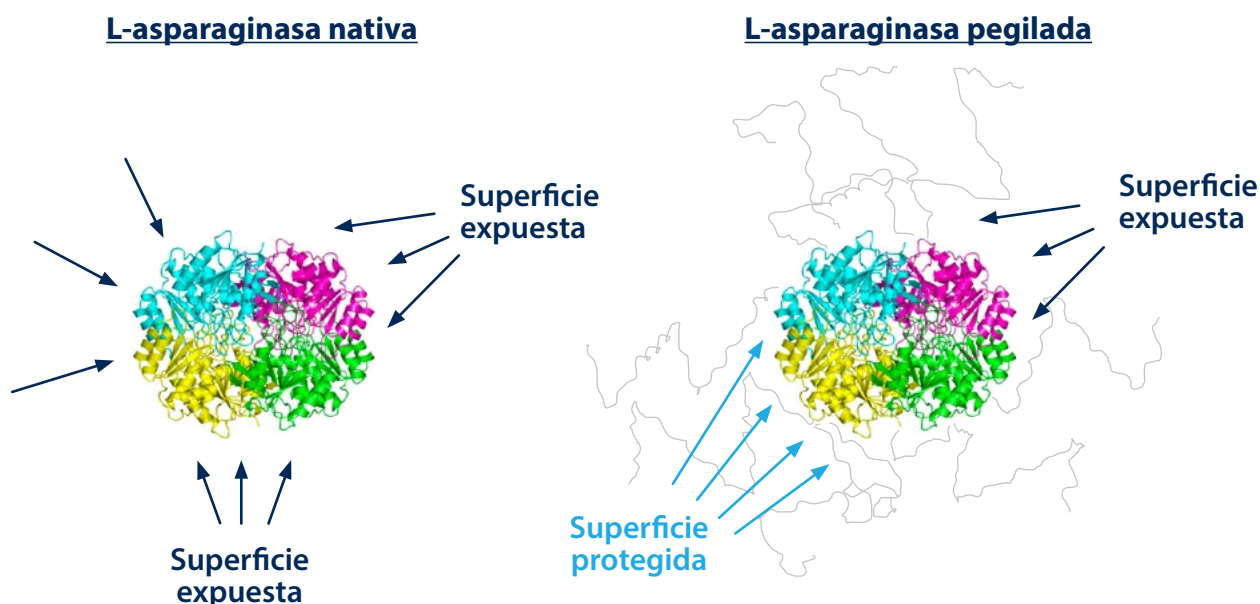 L-asparaginasa nativa
Superficie
expuesta
Superficie
expuesta
L-asparaginasa pegilada
Superficie
expuesta
Superficie
protegida